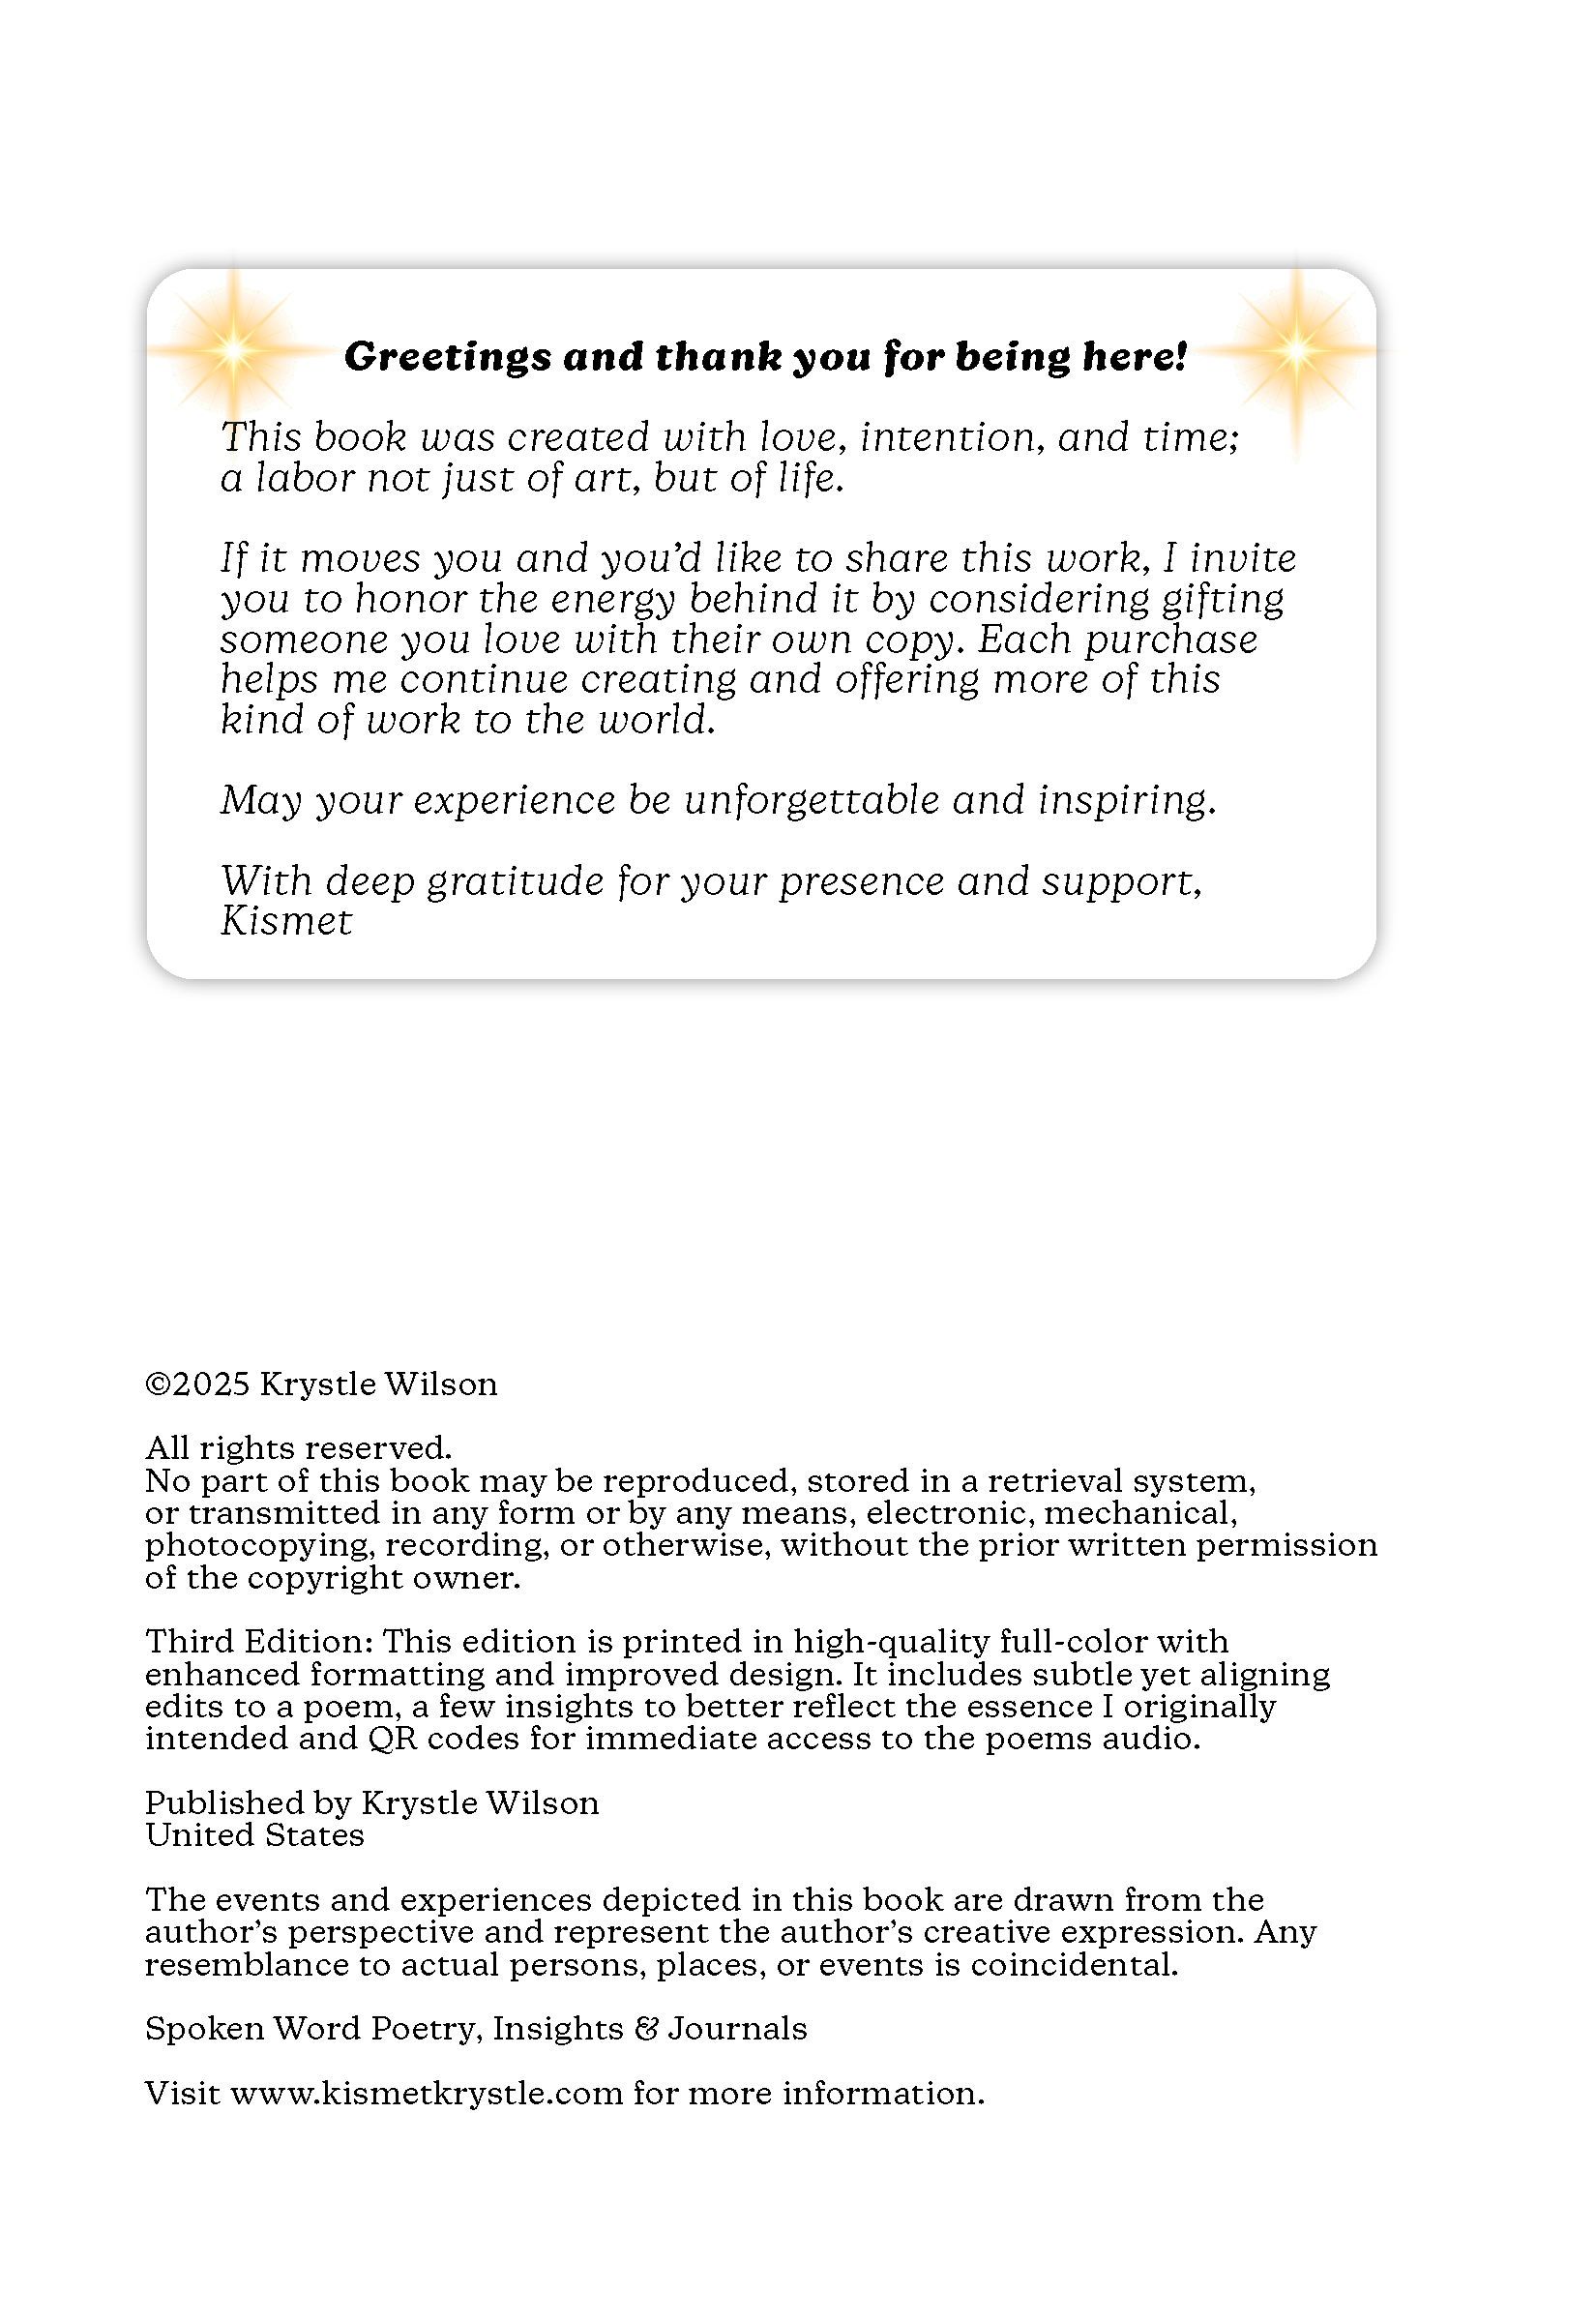 Greetings and thank you for being here!
This book was created with love, intention, and time;
a labor not just of art, but of life.
If it moves you and you’d like to share this work, I invite
you to honor the energy behind it by considering gifting
someone you love with their own copy. Each purchase
helps me continue creating and offering more of this
kind of work to the world.
May your experience be unforgettable and inspiring.
With deep gratitude for your presence and support,
Kismet
©2025 Krystle Wilson
All rights reserved.
No part of this book may be reproduced, stored in a retrieval system,
or transmitted in any form or by any means, electronic, mechanical,
photocopying, recording, or otherwise, without the prior written permission
of the copyright owner.
Third Edition: This edition is printed in high-quality full-color with
enhanced formatting and improved design. It includes subtle yet aligning
edits to a poem, a few insights to better reflect the essence I originally
intended and QR codes for immediate access to the poems audio.
Published by Krystle Wilson
United States
The events and experiences depicted in this book are drawn from the
author’s perspective and represent the author’s creative expression. Any
resemblance to actual persons, places, or events is coincidental.
Spoken Word Poetry, Insights & Journals
Visit www.kismetkrystle.com for more information.